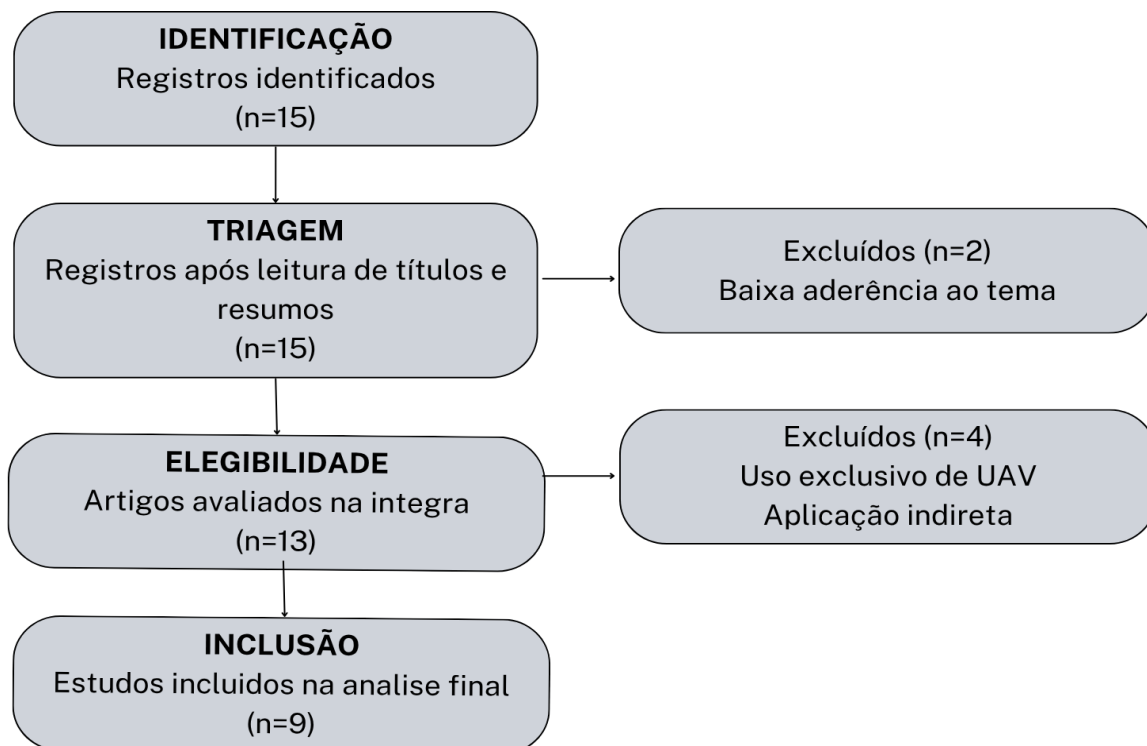 IDENTIFICAÇÃO
Registros identificados
(n=15)
TRIAGEM
Registros após leitura de títulos e
resumos
(n=15)
Excluídos (n=2)
Baixa aderência ao tema
ELEGIBILIDADE
Artigos avaliados na integra
(n=13)
Excluídos (n=4)
Uso exclusivo de UAV
Aplicação indireta
INCLUSÃO
Estudos incluidos na analise final
(n=9)